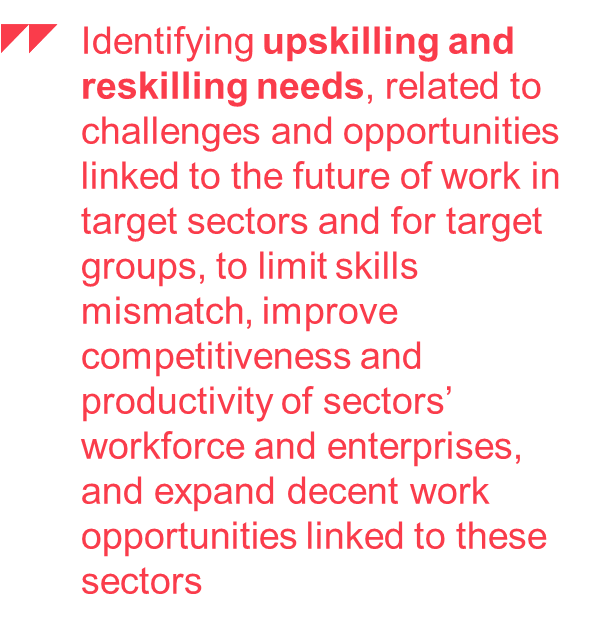 Identifying upskilling and
reskilling needs, related to
challenges and opportunities
linked to the future of work in
target sectors and for target
groups, to limit skills
mismatch, improve
competitiveness and
productivity of sectors’
workforce and enterprises,
and expand decent work
opportunities linked to these
sectors